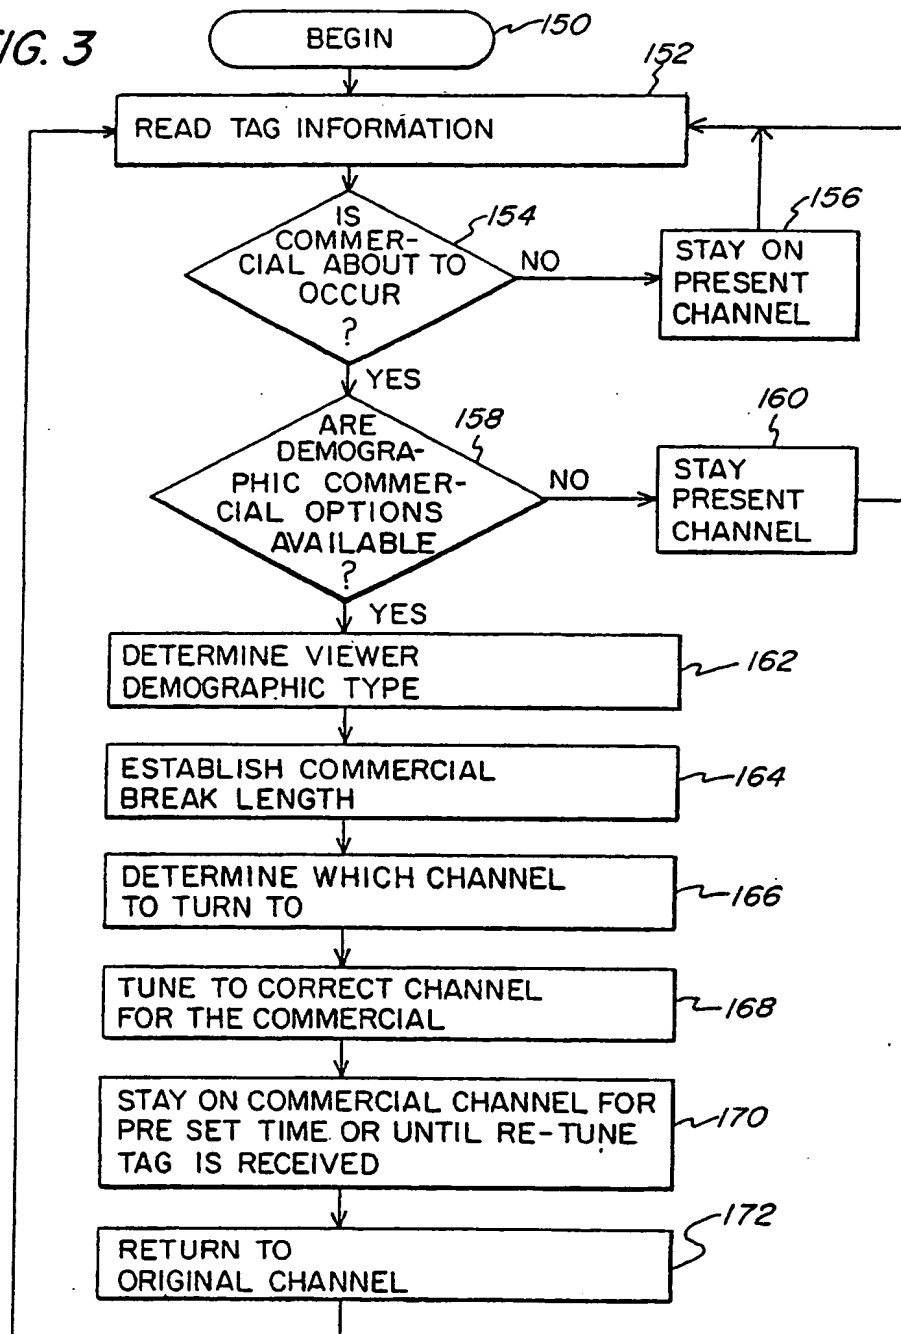 FIG. 3
BEGIN
150
152
READ TAG INFORMATION
IS
COMMER-
CIAL ABOUT TO
OCCUR
?
154
NO
156
STAY ON
PRESENT
CHANNEL
YES
ARE
DEMOGRA-
PHIC COMMER-
CIAL OPTIONS
AVAILABLE
?
158
NO
160
STAY
PRESENT
CHANNEL
YES
DETERMINE VIEWER
DEMOGRAPHIC TYPE
162
ESTABLISH COMMERCIAL
BREAK LENGTH
164
DETERMINE WHICH CHANNEL
TO TURN TO
166
TUNE TO CORRECT CHANNEL
FOR THE COMMERCIAL
168
STAY ON COMMERCIAL CHANNEL FOR
PRE SET TIME OR UNTIL RE-TUNE
TAG IS RECEIVED
170
RETURN TO
ORIGINAL CHANNEL
172